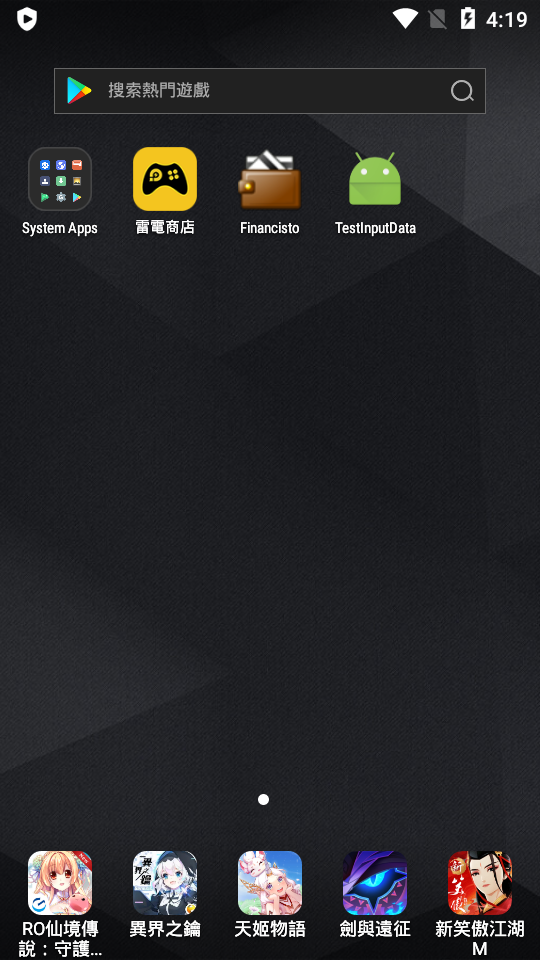 4:19
搜索熱門遊戲
System Apps
雷電商店
Financisto
TestInputData
RO仙境傳
說：守護...
異界之鑰
天姬物語
劍與遠征
新笑傲江湖
M